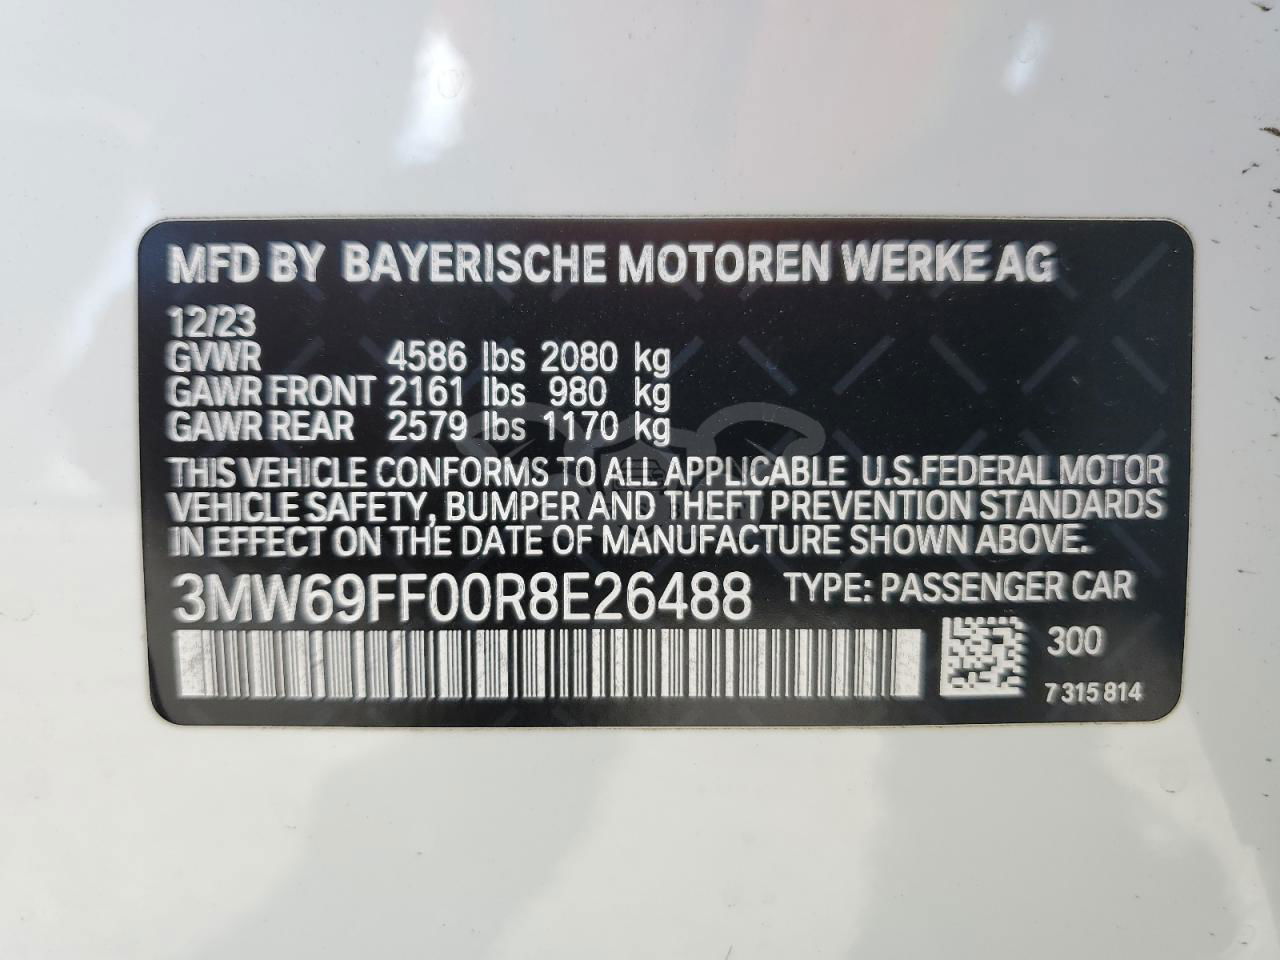 MFD BY BAYERISCHE MOTOREN WERKE AG
12/23
GVWR 4586 lbs 2080 kg
GAWR FRONT 2161 lbs 980 kg
GAWR REAR 2579 lbs 1170 kg
THIS VEHICLE CONFORMS TO ALL APPLICABLE U.S.FEDERAL MOTOR
VEHICLE SAFETY, BUMPER AND THEFT PREVENTION STANDARDS
IN EFFECT ON THE DATE OF MANUFACTURE SHOWN ABOVE.
3MW69FF00R8E26488 TYPE: PASSENGER CAR
300
7 315 814